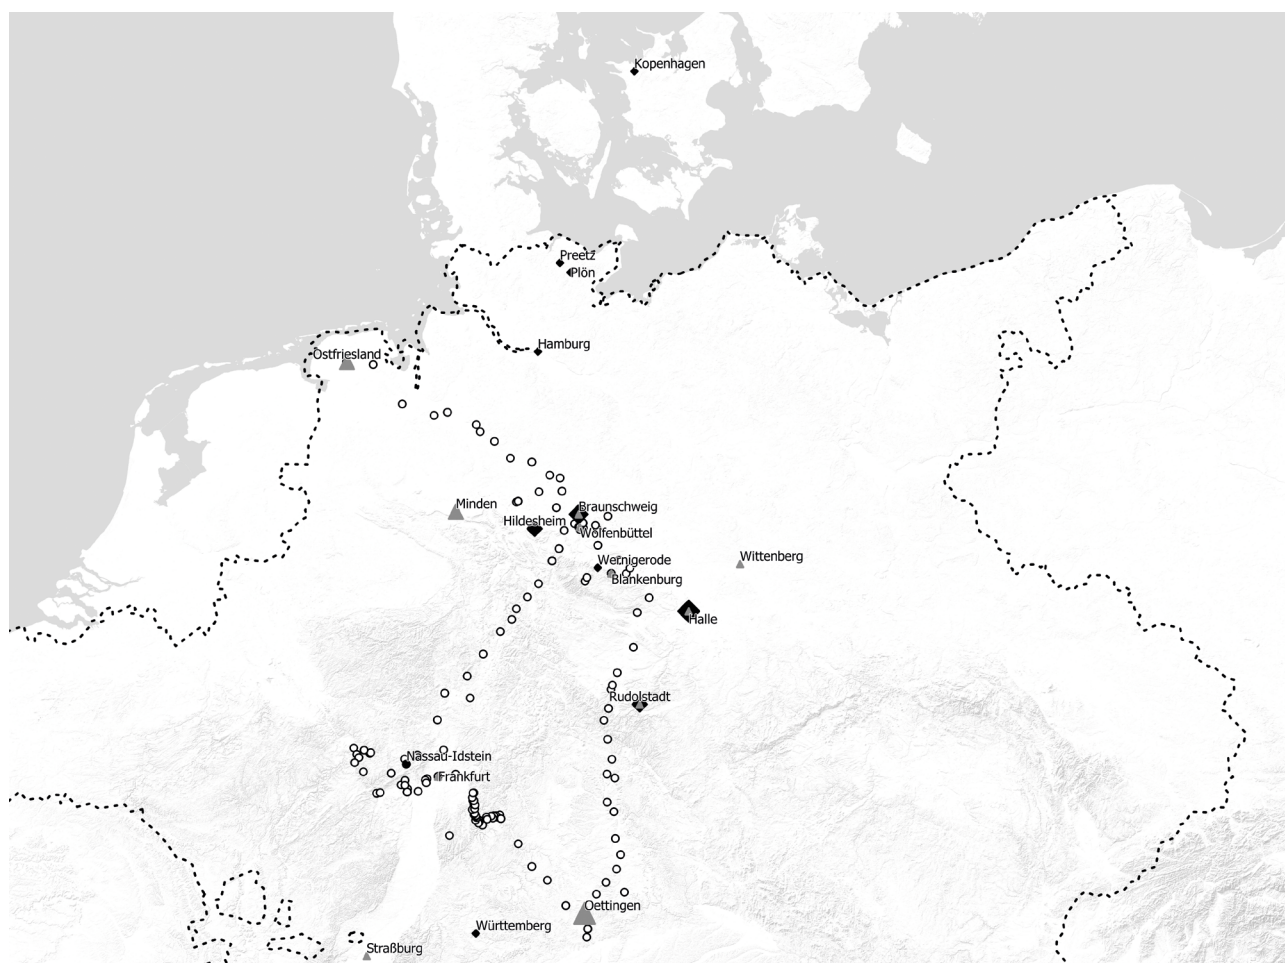 Kopenhagen
Preetz
Plön
Hamburg
Ostfriesland
Minden
Braunschweig
Hildesheim
Wolfenbüttel
Wernigerode
Wittenberg
Blankenburg
Halle
Rudolstadt
Nassau-Idstein
Frankfurt
Oettingen
Württemberg
Straßburg